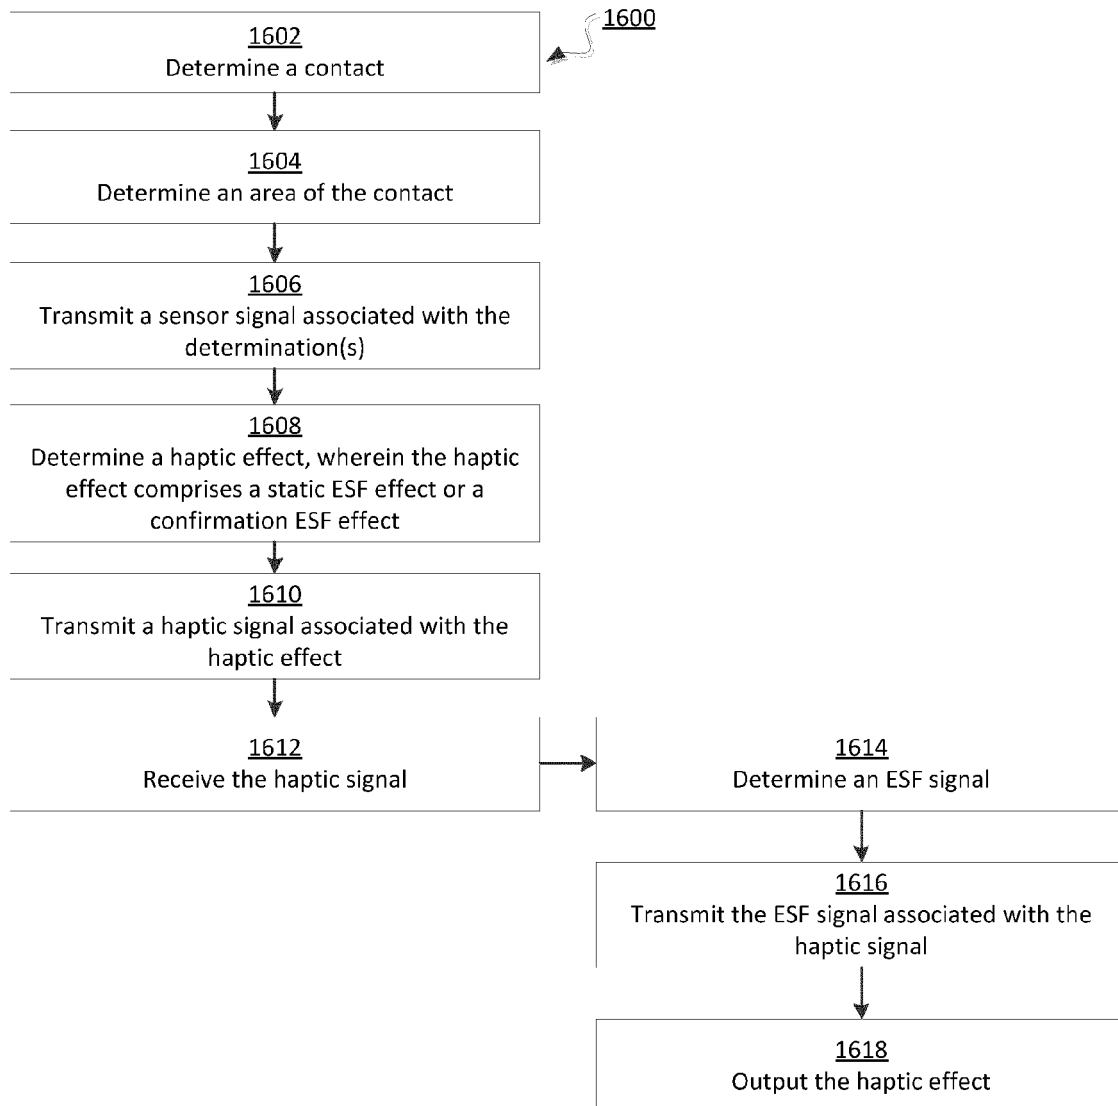 1600
1602
Determine a contact
1604
Determine an area of the contact
1606
Transmit a sensor signal associated with the
determination(s)
1608
Determine a haptic effect, wherein the haptic
effect comprises a static ESF effect or a
confirmation ESF effect
1610
Transmit a haptic signal associated with the
haptic effect
1612
Receive the haptic signal
1614
Determine an ESF signal
1616
Transmit the ESF signal associated with the
haptic signal
1618
Output the haptic effect